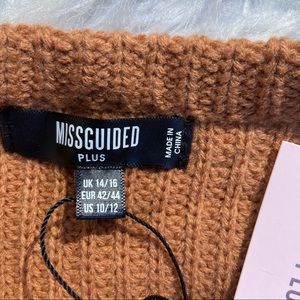 MISSGUIDED
PLUS
MADE IN
CHINA
UK 14/16
EUR 42/44
US 10/12